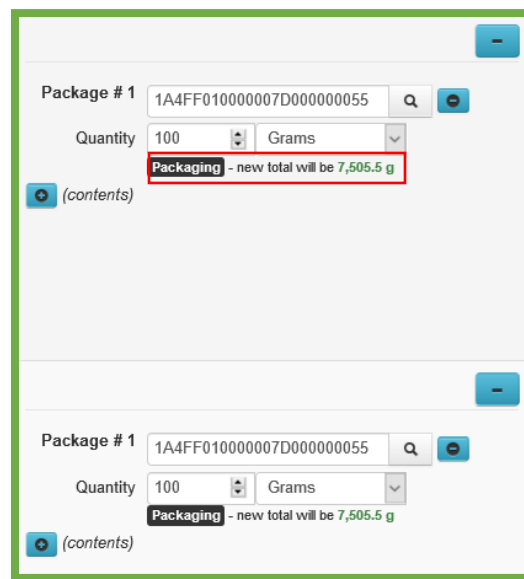 -
Package # 1 1A4FF010000007D000000055
Quantity 100 Grams
Packaging - new total will be 7,505.5 g
(contents)
-
Package # 1 1A4FF010000007D000000055
Quantity 100 Grams
Packaging - new total will be 7,505.5 g
(contents)